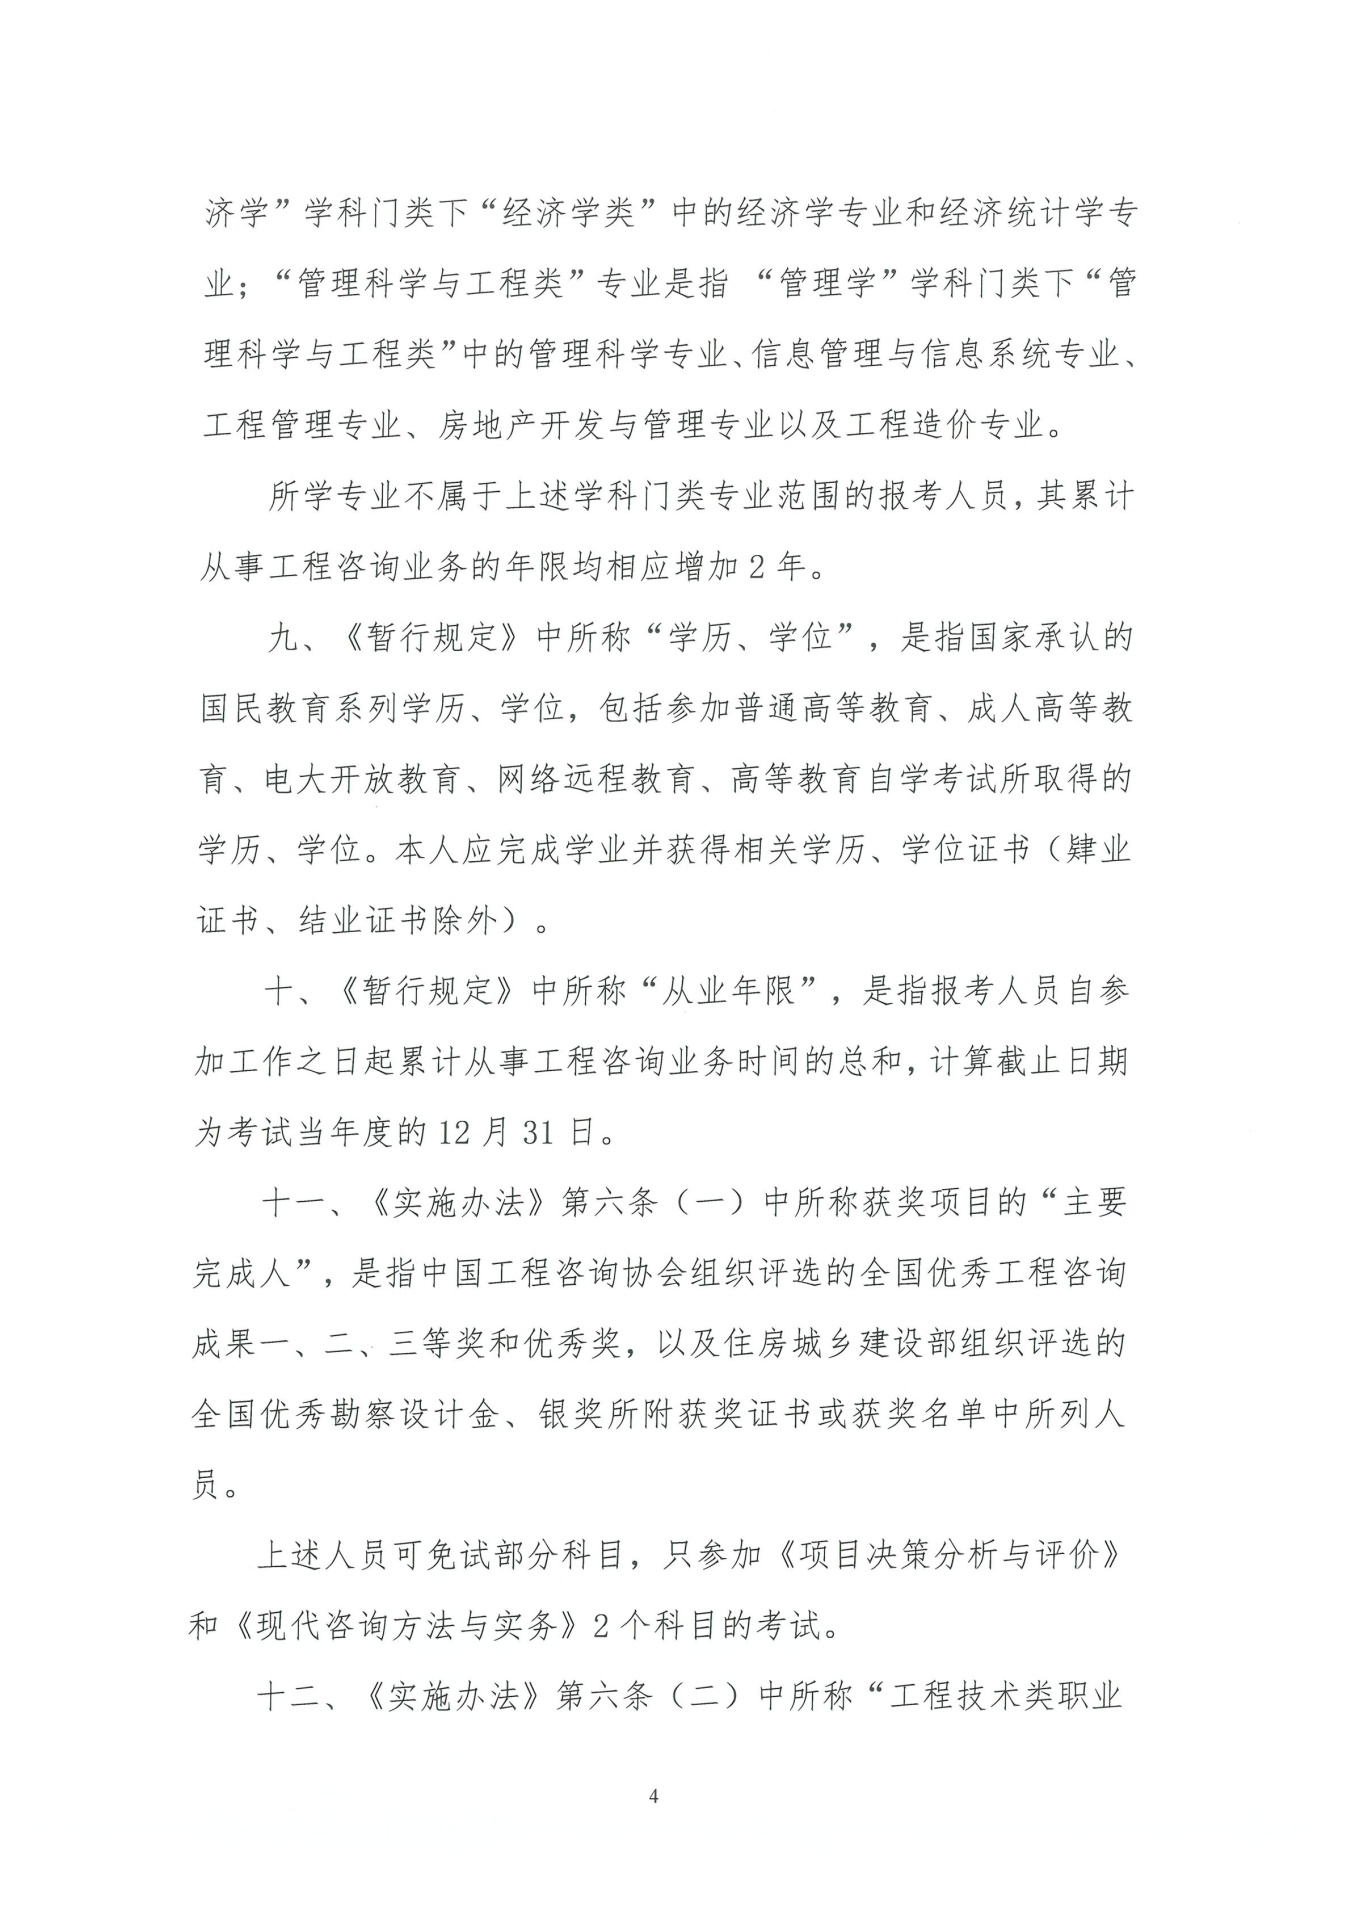 济学”学科门类下“经济学类”中的经济学专业和经济统计学专
业；“管理科学与工程类”专业是指 “管理学”学科门类下“管
理科学与工程类”中的管理科学专业、信息管理与信息系统专业、
工程管理专业、房地产开发与管理专业以及工程造价专业。
所学专业不属于上述学科门类专业范围的报考人员，其累计
从事工程咨询业务的年限均相应增加 2 年。
九、《暂行规定》中所称“学历、学位”，是指国家承认的
国民教育系列学历、学位，包括参加普通高等教育、成人高等教
育、电大开放教育、网络远程教育、高等教育自学考试所取得的
学历、学位。本人应完成学业并获得相关学历、学位证书（肄业
证书、结业证书除外）。
十、《暂行规定》中所称“从业年限”，是指报考人员自参
加工作之日起累计从事工程咨询业务时间的总和，计算截止日期
为考试当年度的 12 月 31 日。
十一、《实施办法》第六条（一）中所称获奖项目的“主要
完成人”，是指中国工程咨询协会组织评选的全国优秀工程咨询
成果一、二、三等奖和优秀奖，以及住房城乡建设部组织评选的
全国优秀勘察设计金、银奖所附获奖证书或获奖名单中所列人
员。
上述人员可免试部分科目，只参加《项目决策分析与评价》
和《现代咨询方法与实务》2 个科目的考试。
十二、《实施办法》第六条（二）中所称“工程技术类职业
4